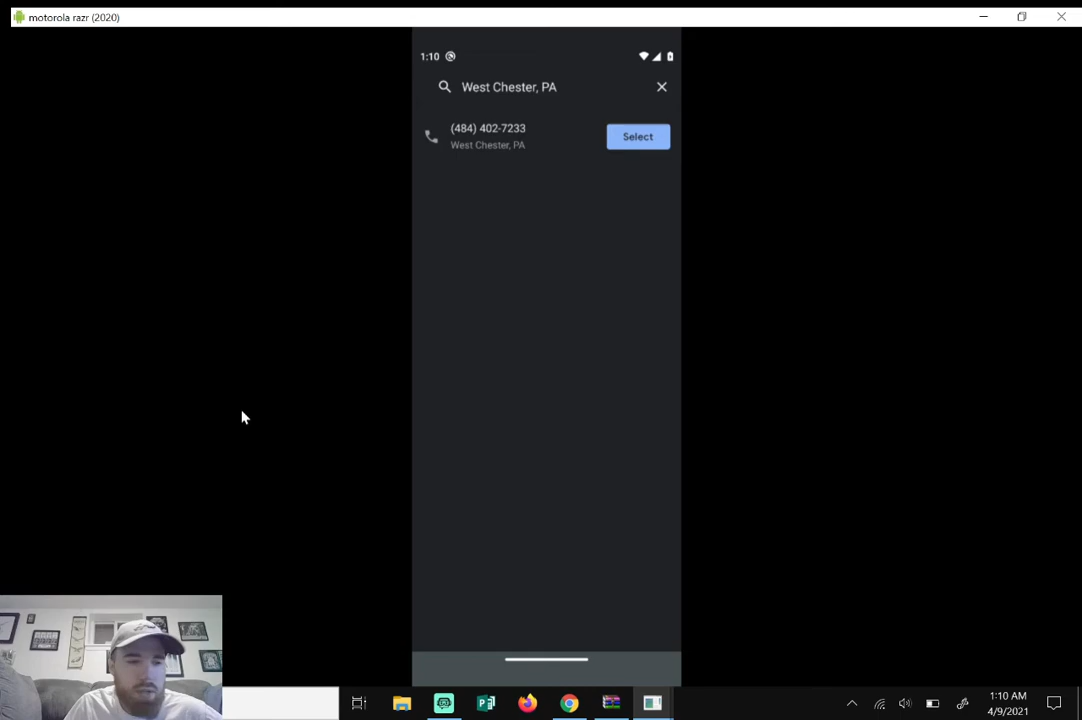 motorola razr (2020)
1:10
West Chester, PA
(484) 402-7233
West Chester, PA
Select
1:10 AM
4/9/2021